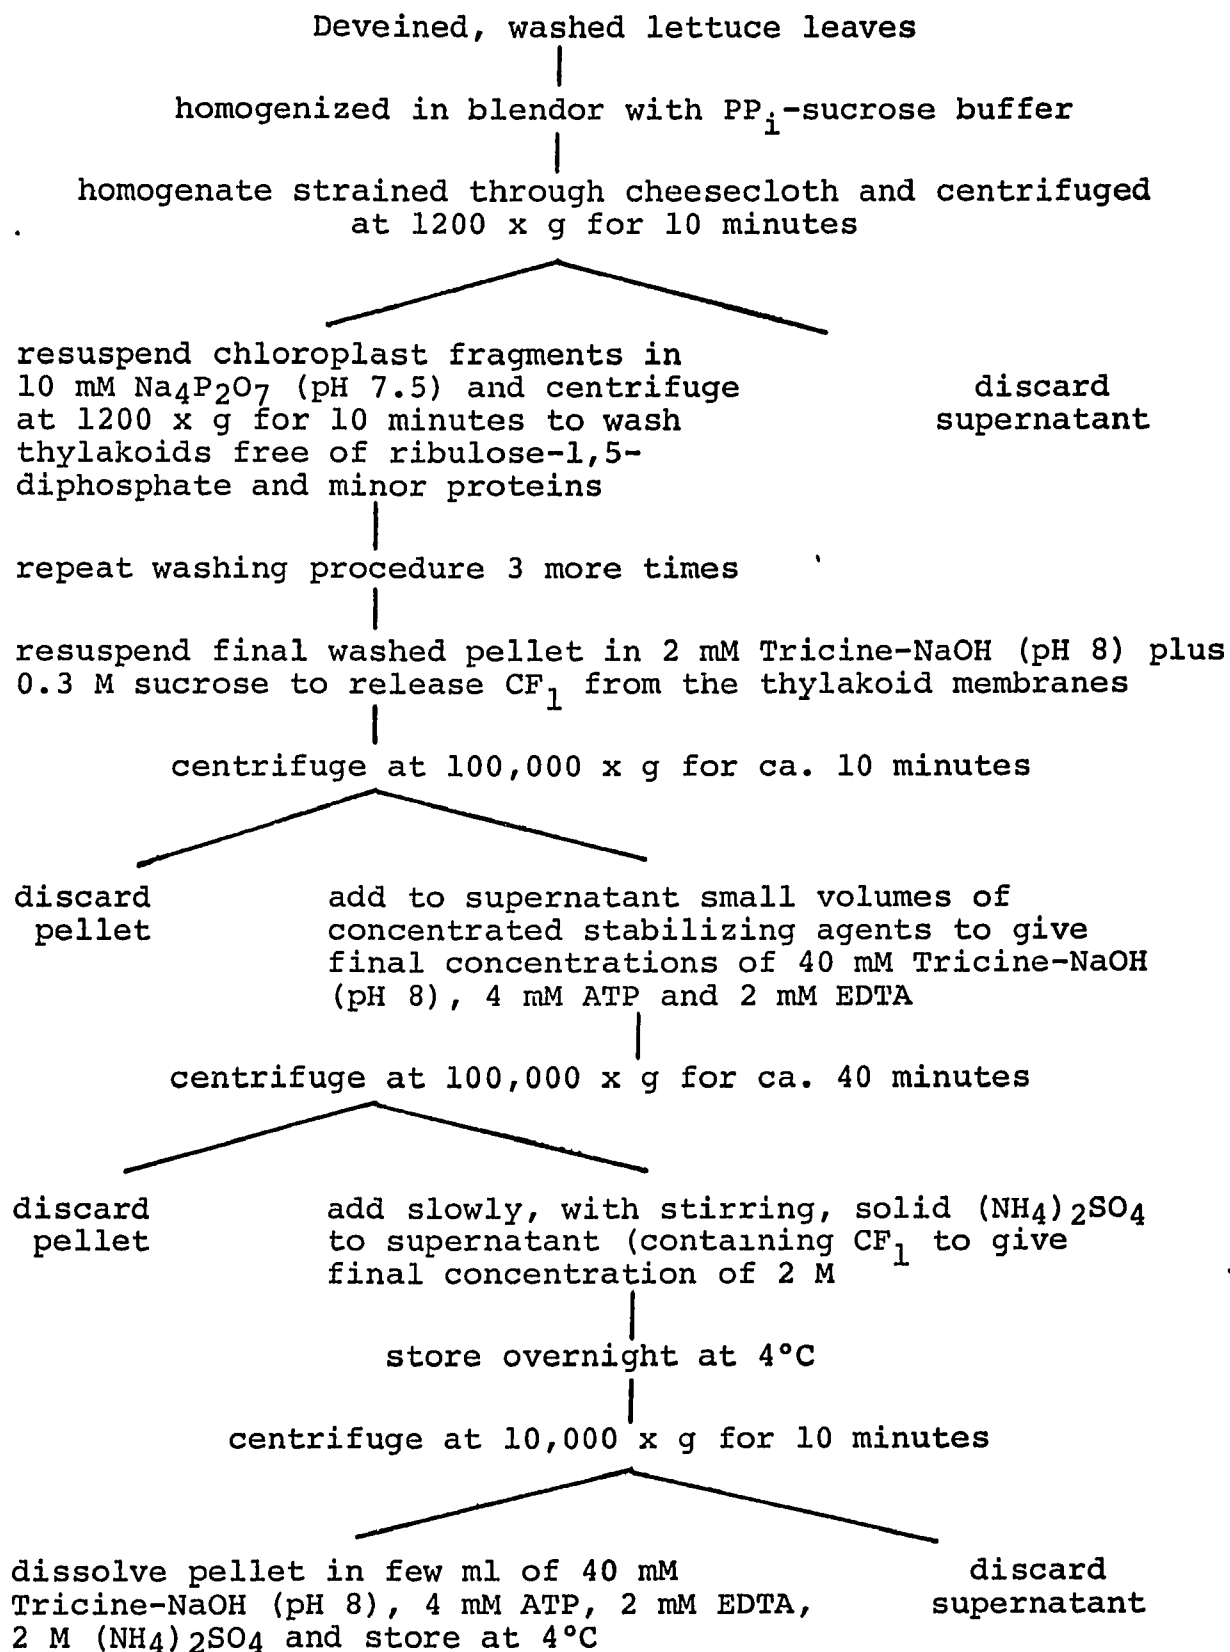 Deveined, washed lettuce leaves
homogenized in blendor with PPi-sucrose buffer
homogenate strained through cheesecloth and centrifuged
at 1200 x g for 10 minutes
resuspend chloroplast fragments in
10 mM Na4P2O7 (pH 7.5) and centrifuge
at 1200 x g for 10 minutes to wash
thylakoids free of ribulose-1,5-
diphosphate and minor proteins
discard
supernatant
repeat washing procedure 3 more times
resuspend final washed pellet in 2 mM Tricine-NaOH (pH 8) plus
0.3 M sucrose to release CF1 from the thylakoid membranes
centrifuge at 100,000 x g for ca. 10 minutes
discard
pellet
add to supernatant small volumes of
concentrated stabilizing agents to give
final concentrations of 40 mM Tricine-NaOH
(pH 8), 4 mM ATP and 2 mM EDTA
centrifuge at 100,000 x g for ca. 40 minutes
discard
pellet
add slowly, with stirring, solid (NH4)2SO4
to supernatant (containing CF1 to give
final concentration of 2 M
store overnight at 4°C
centrifuge at 10,000 x g for 10 minutes
dissolve pellet in few ml of 40 mM
Tricine-NaOH (pH 8), 4 mM ATP, 2 mM EDTA,
2 M (NH4)2SO4 and store at 4°C
discard
supernatant